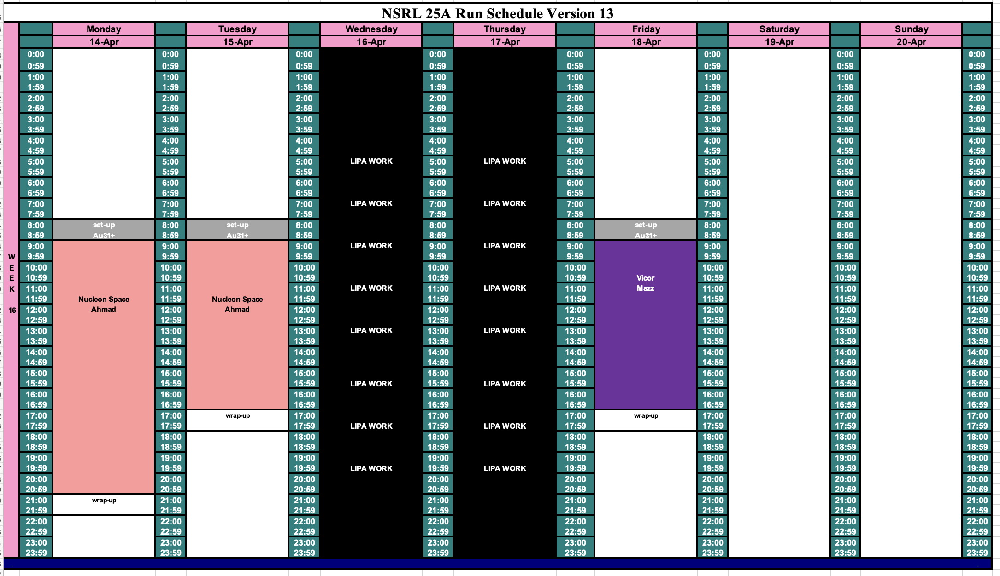 NSRL 25A Run Schedule Version 13
Monday Tuesday Wednesday Thursday Friday Saturday Sunday
14-Apr 15-Apr 16-Apr 17-Apr 18-Apr 19-Apr 20-Apr
0:00 0:00 0:00 0:00 0:00 0:00 0:00 0:00
0:59 0:59 0:59 0:59 0:59 0:59 0:59 0:59
1:00 1:00 1:00 1:00 1:00 1:00 1:00 1:00
1:59 1:59 1:59 1:59 1:59 1:59 1:59 1:59
2:00 2:00 2:00 2:00 2:00 2:00 2:00 2:00
2:59 2:59 2:59 2:59 2:59 2:59 2:59 2:59
3:00 3:00 3:00 3:00 3:00 3:00 3:00 3:00
3:59 3:59 3:59 3:59 3:59 3:59 3:59 3:59
4:00 4:00 4:00 4:00 4:00 4:00 4:00 4:00
4:59 4:59 4:59 4:59 4:59 4:59 4:59 4:59
5:00 5:00 5:00 LIPA WORK 5:00 LIPA WORK 5:00 5:00 5:00 5:00
5:59 5:59 5:59 5:59 5:59 5:59 5:59 5:59
6:00 6:00 6:00 6:00 6:00 6:00 6:00 6:00
6:59 6:59 6:59 6:59 6:59 6:59 6:59 6:59
7:00 7:00 7:00 LIPA WORK 7:00 LIPA WORK 7:00 7:00 7:00 7:00
7:59 7:59 7:59 7:59 7:59 7:59 7:59 7:59
8:00 set-up 8:00 set-up 8:00 8:00 8:00 set-up 8:00 8:00 8:00
8:59 Au31+ 8:59 Au31+ 8:59 8:59 8:59 Au31+ 8:59 8:59 8:59
9:00 9:00 9:00 LIPA WORK 9:00 LIPA WORK 9:00 9:00 9:00 9:00
W 9:59 9:59 9:59 9:59 9:59 9:59 9:59 9:59
E 10:00 10:00 10:00 10:00 10:00 10:00 10:00 10:00
E 10:59 10:59 10:59 10:59 10:59 Vicor 10:59 10:59 10:59
K 11:00 11:00 11:00 LIPA WORK 11:00 LIPA WORK 11:00 Mazz 11:00 11:00 11:00
11:59 Nucleon Space 11:59 Nucleon Space 11:59 11:59 11:59 11:59 11:59 11:59
16 12:00 Ahmad 12:00 Ahmad 12:00 12:00 12:00 12:00 12:00 12:00
12:59 12:59 12:59 12:59 12:59 12:59 12:59 12:59
13:00 13:00 13:00 LIPA WORK 13:00 LIPA WORK 13:00 13:00 13:00 13:00
13:59 13:59 13:59 13:59 13:59 13:59 13:59 13:59
14:00 14:00 14:00 14:00 14:00 14:00 14:00 14:00
14:59 14:59 14:59 14:59 14:59 14:59 14:59 14:59
15:00 15:00 15:00 15:00 15:00 15:00 15:00 15:00
15:59 15:59 15:59 LIPA WORK 15:59 LIPA WORK 15:59 15:59 15:59 15:59
16:00 16:00 16:00 16:00 16:00 16:00 16:00 16:00
16:59 16:59 16:59 16:59 16:59 16:59 16:59 16:59
17:00 17:00 wrap-up 17:00 17:00 17:00 wrap-up 17:00 17:00 17:00
17:59 17:59 17:59 LIPA WORK 17:59 LIPA WORK 17:59 17:59 17:59 17:59
18:00 18:00 18:00 18:00 18:00 18:00 18:00 18:00
18:59 18:59 18:59 18:59 18:59 18:59 18:59 18:59
19:00 19:00 19:00 19:00 19:00 19:00 19:00 19:00
19:59 19:59 19:59 LIPA WORK 19:59 LIPA WORK 19:59 19:59 19:59 19:59
20:00 20:00 20:00 20:00 20:00 20:00 20:00 20:00
20:59 20:59 20:59 20:59 20:59 20:59 20:59 20:59
21:00 wrap-up 21:00 21:00 21:00 21:00 21:00 21:00 21:00
21:59 21:59 21:59 21:59 21:59 21:59 21:59 21:59
22:00 22:00 22:00 22:00 22:00 22:00 22:00 22:00
22:59 22:59 22:59 22:59 22:59 22:59 22:59 22:59
23:00 23:00 23:00 23:00 23:00 23:00 23:00 23:00
23:59 23:59 23:59 23:59 23:59 23:59 23:59 23:59